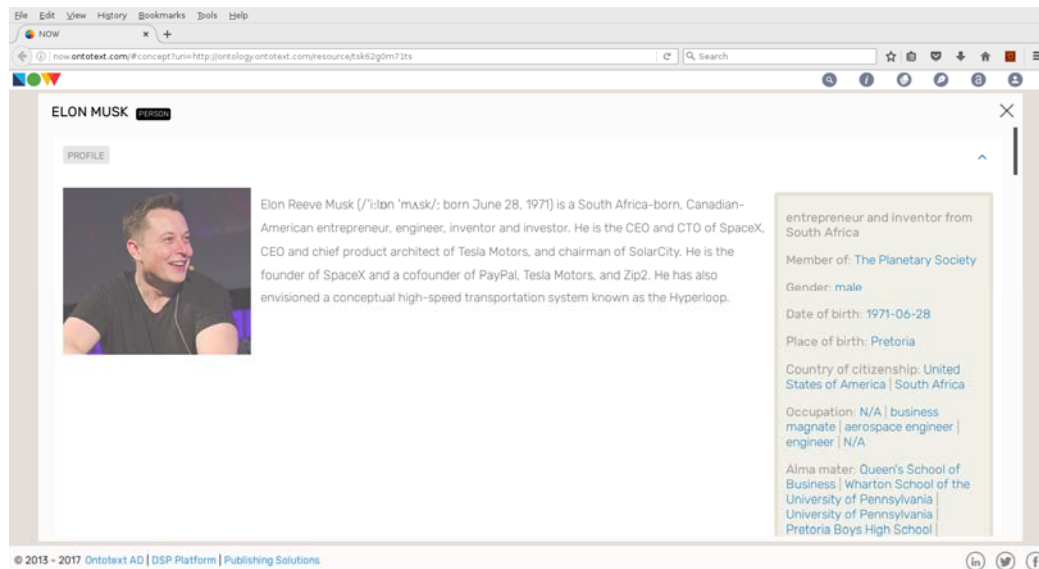 File Edit View History Bookmarks Tools Help
NOW × +
now.ontotext.com/#concept?uri=http://ontology.ontotext.com/resource/tsk62g0m71ts
Search
NOW
ELON MUSK PERSON
PROFILE
Elon Reeve Musk (/ˈiːlɒn ˈmʌsk/; born June 28, 1971) is a South Africa-born, Canadian-
American entrepreneur, engineer, inventor and investor. He is the CEO and CTO of SpaceX,
CEO and chief product architect of Tesla Motors, and chairman of SolarCity. He is the
founder of SpaceX and a cofounder of PayPal, Tesla Motors, and Zip2. He has also
envisioned a conceptual high-speed transportation system known as the Hyperloop.
entrepreneur and inventor from
South Africa
Member of: The Planetary Society
Gender: male
Date of birth: 1971-06-28
Place of birth: Pretoria
Country of citizenship: United
States of America | South Africa
Occupation: N/A | business
magnate | aerospace engineer |
engineer | N/A
Alma mater: Queen's School of
Business | Wharton School of the
University of Pennsylvania |
University of Pennsylvania |
Pretoria Boys High School |
© 2013 - 2017 Ontotext AD | DSP Platform | Publishing Solutions